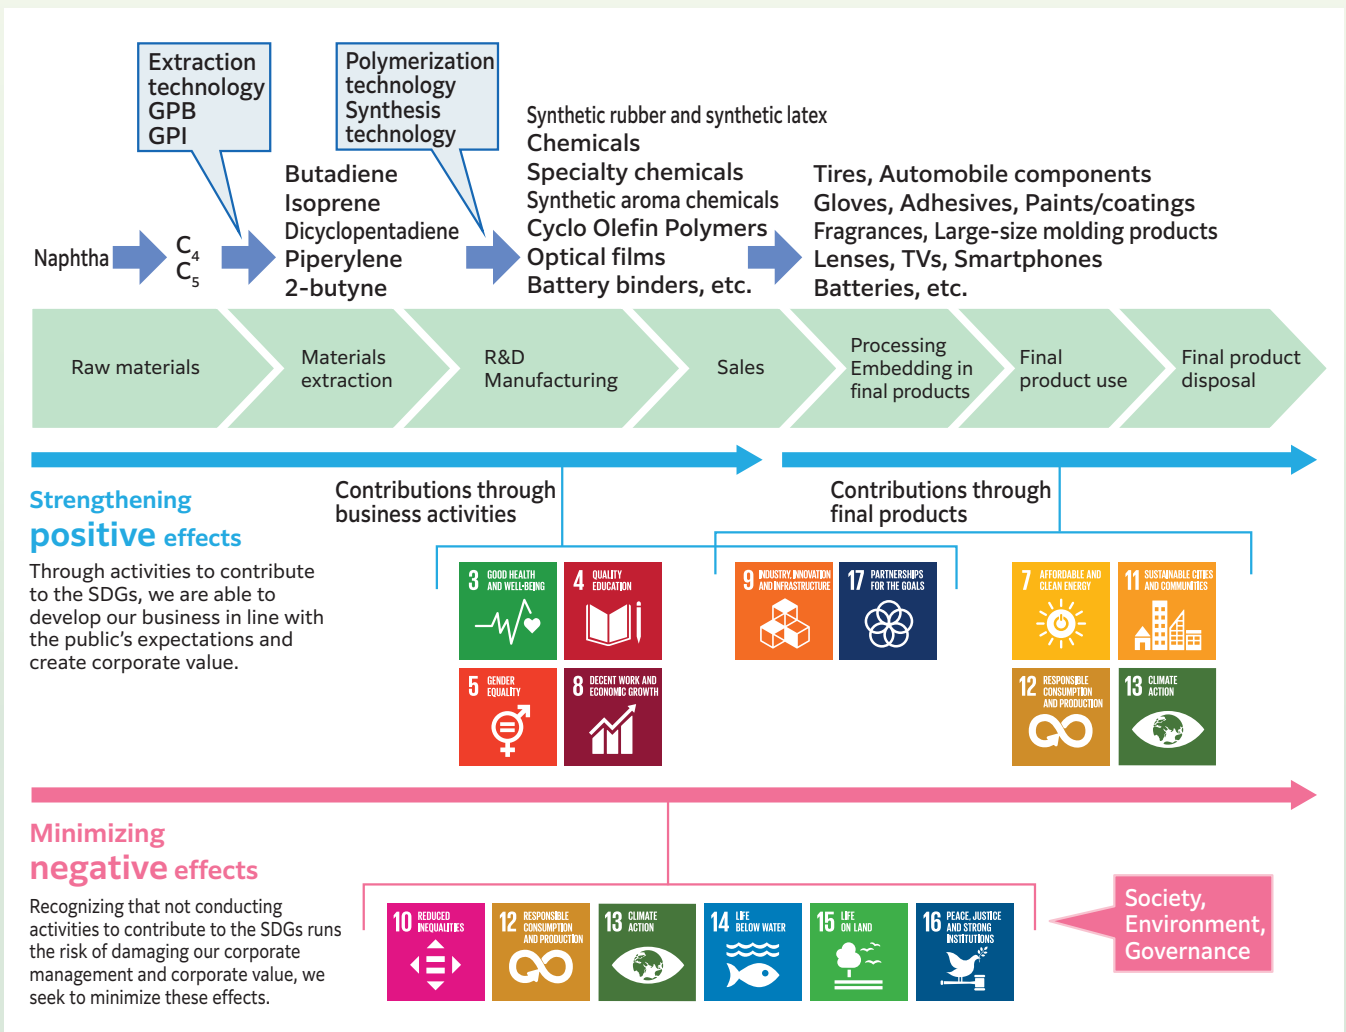 Extraction
technology
GPB
GPI
Polymerization
technology
Synthesis
technology
Naphtha
C₄
C₅
Butadiene
Isoprene
Dicyclopentadiene
Piperylene
2-butyne
Synthetic rubber and synthetic latex
Chemicals
Specialty chemicals
Synthetic aroma chemicals
Cyclo Olefin Polymers
Optical films
Battery binders, etc.
Tires, Automobile components
Gloves, Adhesives, Paints/coatings
Fragrances, Large-size molding products
Lenses, TVs, Smartphones
Batteries, etc.
Raw materials
Materials
extraction
R&D
Manufacturing
Sales
Processing
Embedding in
final products
Final
product use
Final product
disposal
Strengthening
positive effects
Through activities to contribute
to the SDGs, we are able to
develop our business in line with
the public's expectations and
create corporate value.
Contributions through
business activities
Contributions through
final products
3 GOOD HEALTH
AND WELL-BEING
4 QUALITY
EDUCATION
5 GENDER
EQUALITY
8 DECENT WORK AND
ECONOMIC GROWTH
9 INDUSTRY, INNOVATION
AND INFRASTRUCTURE
17 PARTNERSHIPS
FOR THE GOALS
7 AFFORDABLE AND
CLEAN ENERGY
11 SUSTAINABLE CITIES
AND COMMUNITIES
12 RESPONSIBLE
CONSUMPTION
AND PRODUCTION
13 CLIMATE
ACTION
Minimizing
negative effects
Recognizing that not conducting
activities to contribute to the SDGs runs
the risk of damaging our corporate
management and corporate value, we
seek to minimize these effects.
10 REDUCED
INEQUALITIES
12 RESPONSIBLE
CONSUMPTION
AND PRODUCTION
13 CLIMATE
ACTION
14 LIFE
BELOW WATER
15 LIFE
ON LAND
16 PEACE, JUSTICE
AND STRONG
INSTITUTIONS
Society,
Environment,
Governance